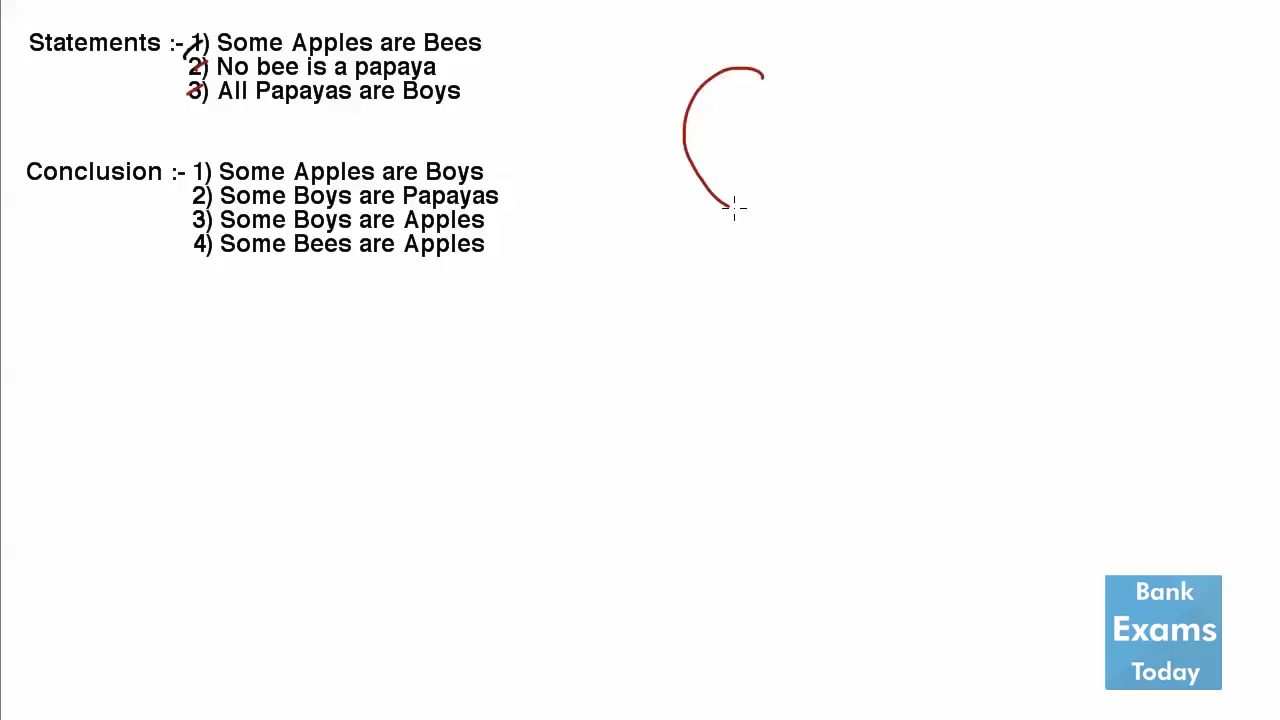 Statements :- 1) Some Apples are Bees
2) No bee is a papaya
3) All Papayas are Boys
Conclusion :- 1) Some Apples are Boys
2) Some Boys are Papayas
3) Some Boys are Apples
4) Some Bees are Apples
Bank
Exams
Today